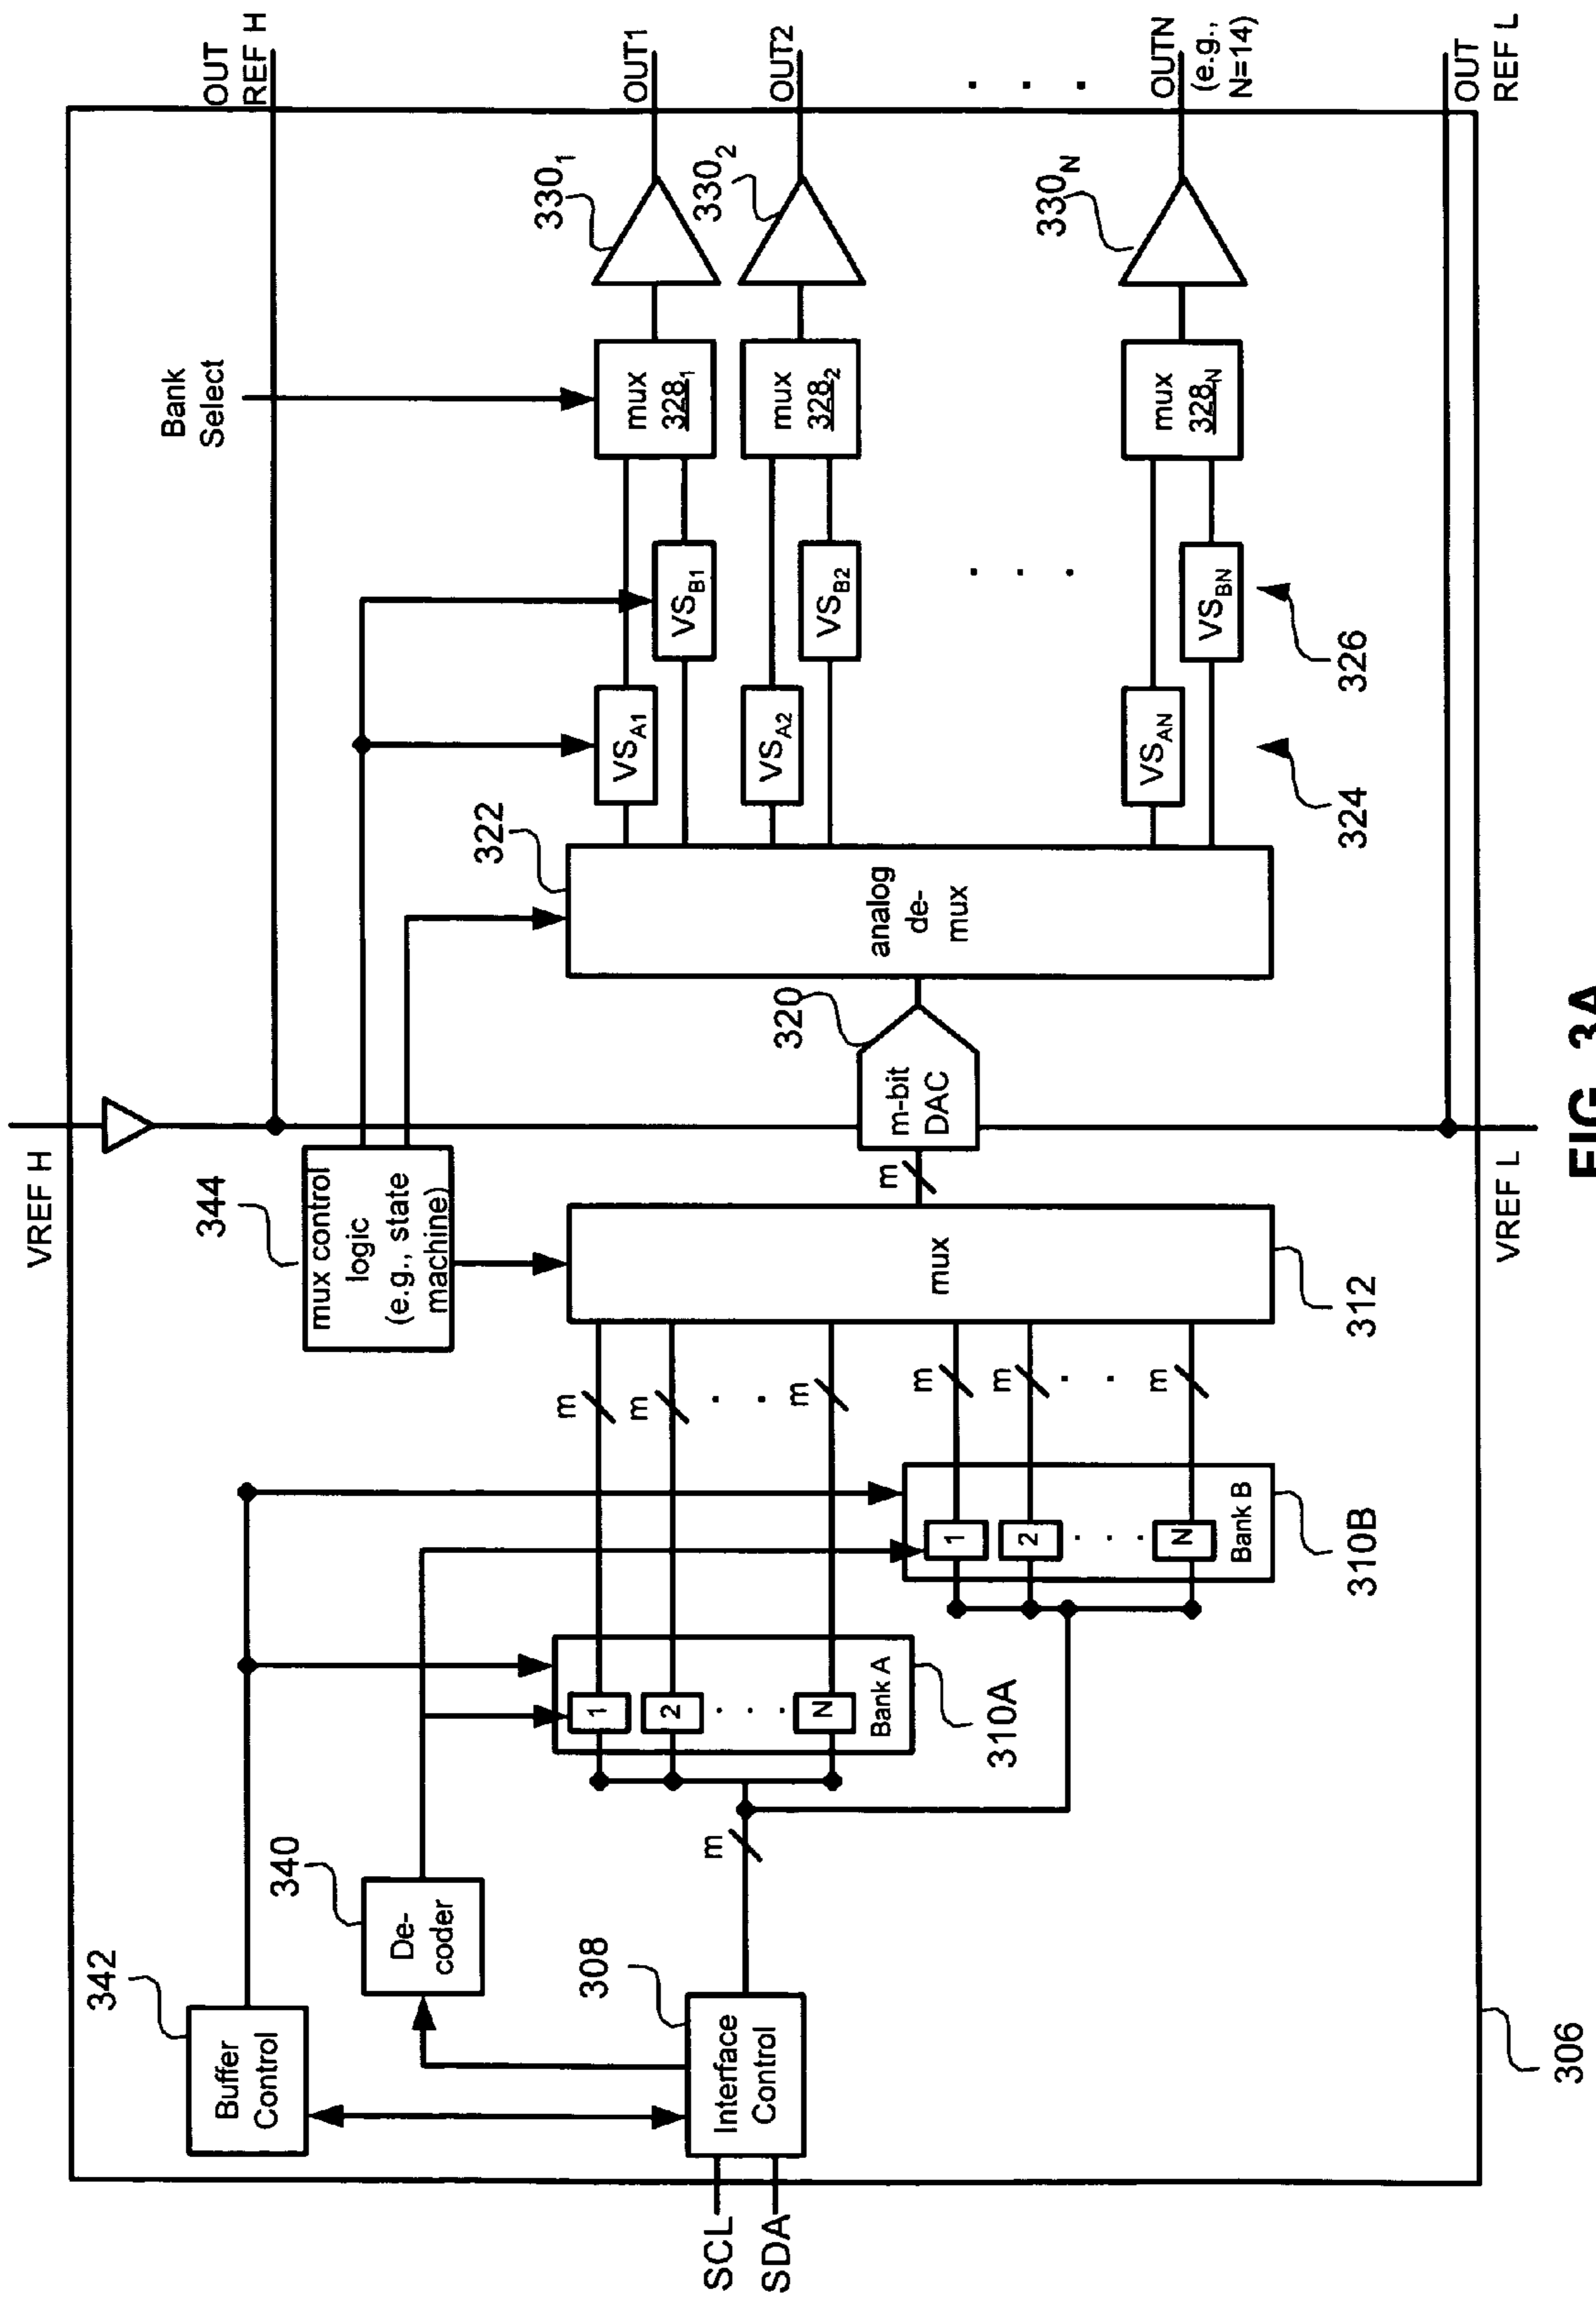 VREF H
OUT
REF H
Bank
Select
344
mux control
logic
(e.g., state
machine)
342
Buffer
Control
340
De-
coder
308
Interface
Control
SCL
SDA
m
1
2
. . .
N
Bank A
310A
1
2
. . .
N
Bank B
310B
m
m
. .
m
m
m
. .
m
mux
312
m
m-bit
DAC
320
analog
de-
mux
322
VSA1
VSB1
VSA2
VSB2
. . .
VSAN
VSBN
324
326
mux
3281
mux
3282
mux
328N
3301
3302
330N
OUT1
OUT2
. . .
OUTN
(e.g.,
N=14)
VREF L
OUT
REF L
306
FIG. 3A